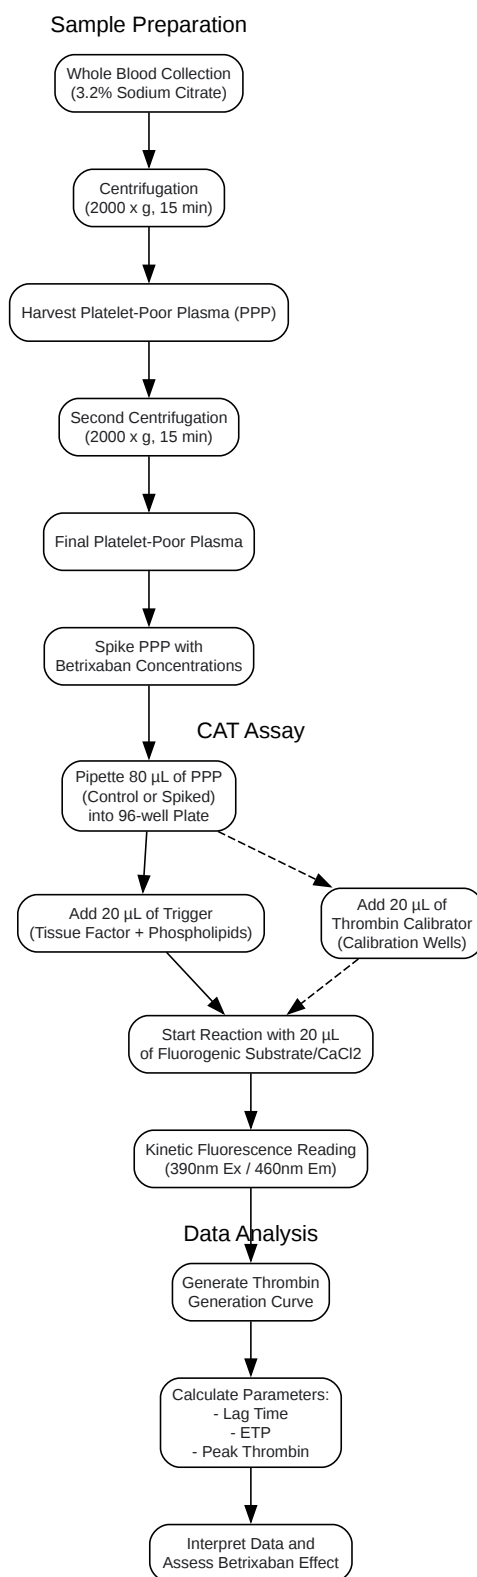 Sample Preparation
Whole Blood Collection
(3.2% Sodium Citrate)
Centrifugation
(2000 x g, 15 min)
Harvest Platelet-Poor Plasma (PPP)
Second Centrifugation
(2000 x g, 15 min)
Final Platelet-Poor Plasma
Spike PPP with
Betrixaban Concentrations
CAT Assay
Pipette 80 µL of PPP
(Control or Spiked)
into 96-well Plate
Add 20 µL of Trigger
(Tissue Factor + Phospholipids)
Add 20 µL of
Thrombin Calibrator
(Calibration Wells)
Start Reaction with 20 µL
of Fluorogenic Substrate/CaCl2
Kinetic Fluorescence Reading
(390nm Ex / 460nm Em)
Data Analysis
Generate Thrombin
Generation Curve
Calculate Parameters:
- Lag Time
- ETP
- Peak Thrombin
Interpret Data and
Assess Betrixaban Effect